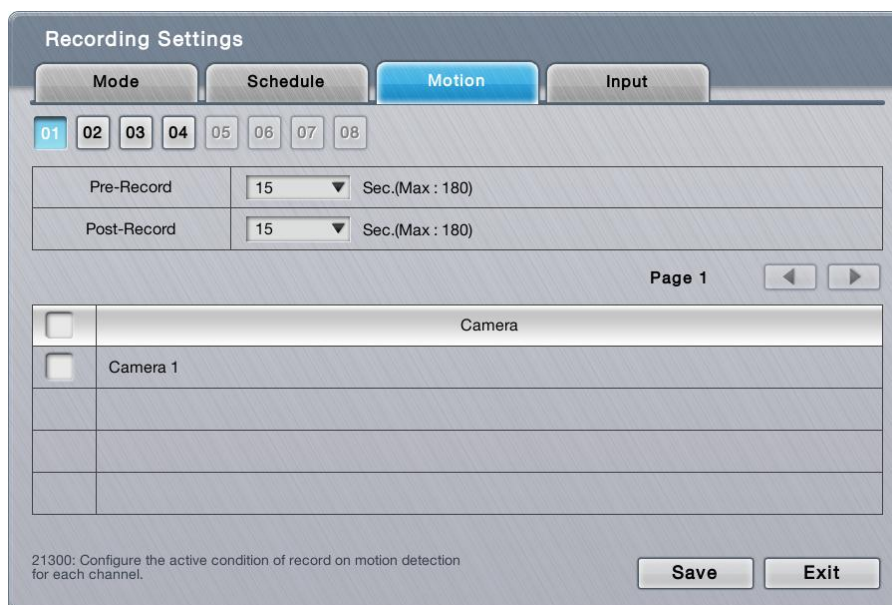 Recording Settings
Mode Schedule Motion Input
01 02 03 04 05 06 07 08
Pre-Record 15 Sec.(Max : 180)
Post-Record 15 Sec.(Max : 180)
Page 1
Camera
Camera 1
21300: Configure the active condition of record on motion detection
for each channel.
Save Exit